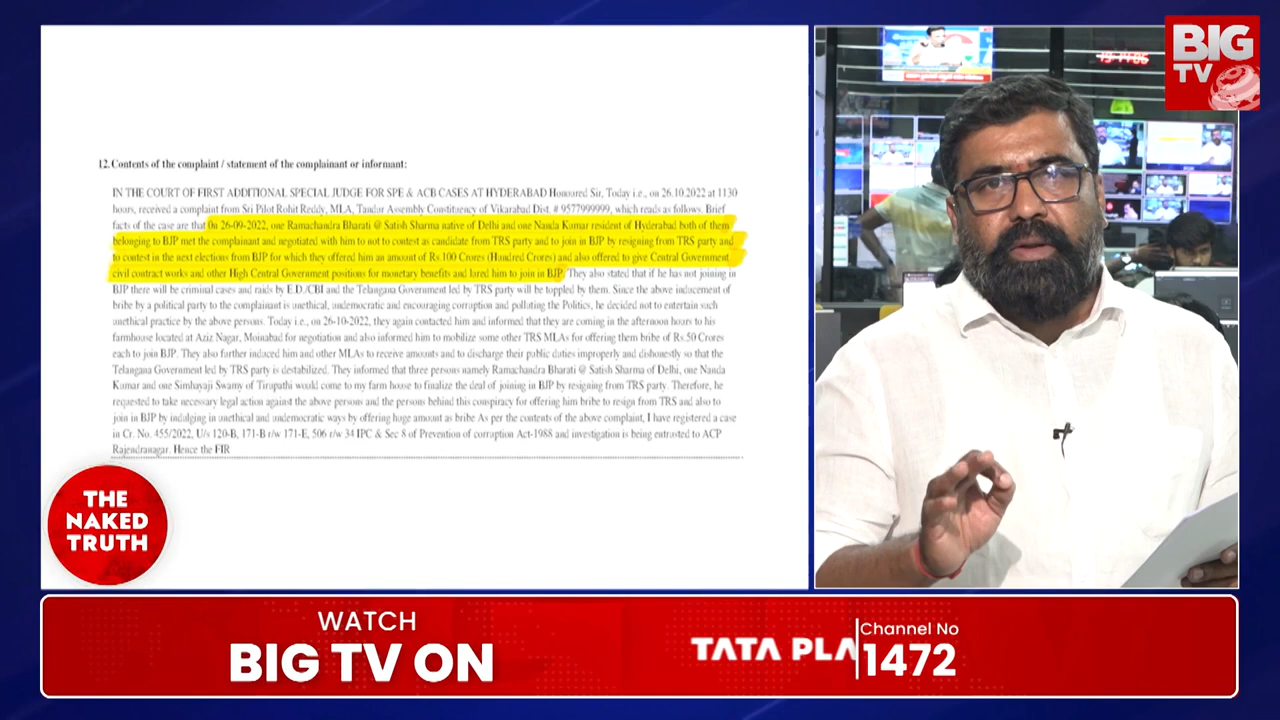 BIG
TV
12.Contents of the complaint / statement of the complainant or informant:
IN THE COURT OF FIRST ADDITIONAL SPECIAL JUDGE FOR SPE & ACB CASES AT HYDERABAD Honoured Sir, Today i.e., on 26.10.2022 at 1130
hours, received a complaint from Sri Pilot Rohit Reddy, MLA, Tandur Assembly Constituency of Vikarabad Dist. # 9577999999, which reads as follows. Brief
facts of the case are that On 26-09-2022, one Ramachandra Bharati @ Satish Sharma native of Delhi and one Nanda Kumar resident of Hyderabad both of them
belonging to BJP met the complainant and negotiated with him to not to contest as candidate from TRS party and to join in BJP by resigning from TRS party and
to contest in the next elections from BJP for which they offered him an amount of Rs.100 Crores (Hundred Crores) and also offered to give Central Government
civil contract works and other High Central Government positions for monetary benefits and lured him to join in BJP. They also stated that if he has not joining in
BJP there will be criminal cases and raids by E.D./CBI and the Telangana Government led by TRS party will be toppled by them. Since the above inducement of
bribe by a political party to the complainant is unethical, undemocratic and encouraging corruption and polluting the Politics, he decided not to entertain such
unethical practice by the above persons. Today i.e., on 26-10-2022, they again contacted him and informed that they are coming in the afternoon hours to his
farmhouse located at Aziz Nagar, Moinabad for negotiation and also informed him to mobilize some other TRS MLAs for offering them bribe of Rs.50 Crores
each to join BJP. They also further induced him and other MLAs to receive amounts and to discharge their public duties improperly and dishonestly so that the
Telangana Government led by TRS party is destabilized. They informed that three persons namely Ramachandra Bharati @ Satish Sharma of Delhi, one Nanda
Kumar and one Simhayaji Swamy of Tirupathi would come to my farm house to finalize the deal of joining in BJP by resigning from TRS party. Therefore, he
requested to take necessary legal action against the above persons and the persons behind this conspiracy for offering him bribe to resign from TRS and also to
join in BJP by indulging in unethical and undemocratic ways by offering huge amount as bribe As per the contents of the above complaint, I have registered a case
in Cr. No. 455/2022, U/s 120-B, 171-B r/w 171-E, 506 r/w 34 IPC & Sec 8 of Prevention of corruption Act-1988 and investigation is being entrusted to ACP
Rajendranagar. Hence the FIR
THE
NAKED
TRUTH
WATCH
BIG TV ON
TATA PLA
Channel No
1472